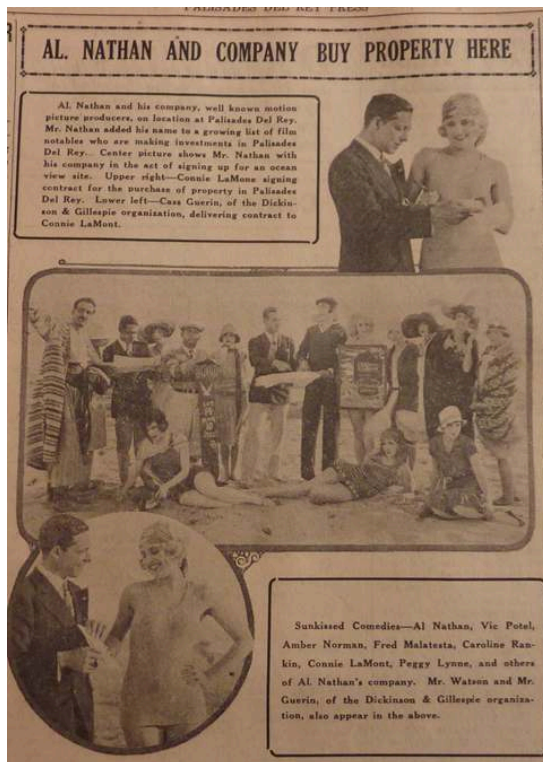 PALISADES DEL REY PRESS
AL. NATHAN AND COMPANY BUY PROPERTY HERE
Al. Nathan and his company, well known motion
picture producers, on location at Palisades Del Rey.
Mr. Nathan added his name to a growing list of film
notables who are making investments in Palisades
Del Rey... Center picture shows Mr. Nathan with
his company in the act of signing up for an ocean
view site. Upper right—Connie LaMone signing
contract for the purchase of property in Palisades
Del Rey. Lower left—Cass Guerin, of the Dickin-
son & Gillespie organization, delivering contract to
Connie LaMont.
Sunkissed Comedies—Al Nathan, Vic Potel,
Amber Norman, Fred Malatesta, Caroline Ran-
kin, Connie LaMont, Peggy Lynne, and others
of Al. Nathan's company. Mr. Watson and Mr.
Guerin, of the Dickinson & Gillespie organiza-
tion, also appear in the above.